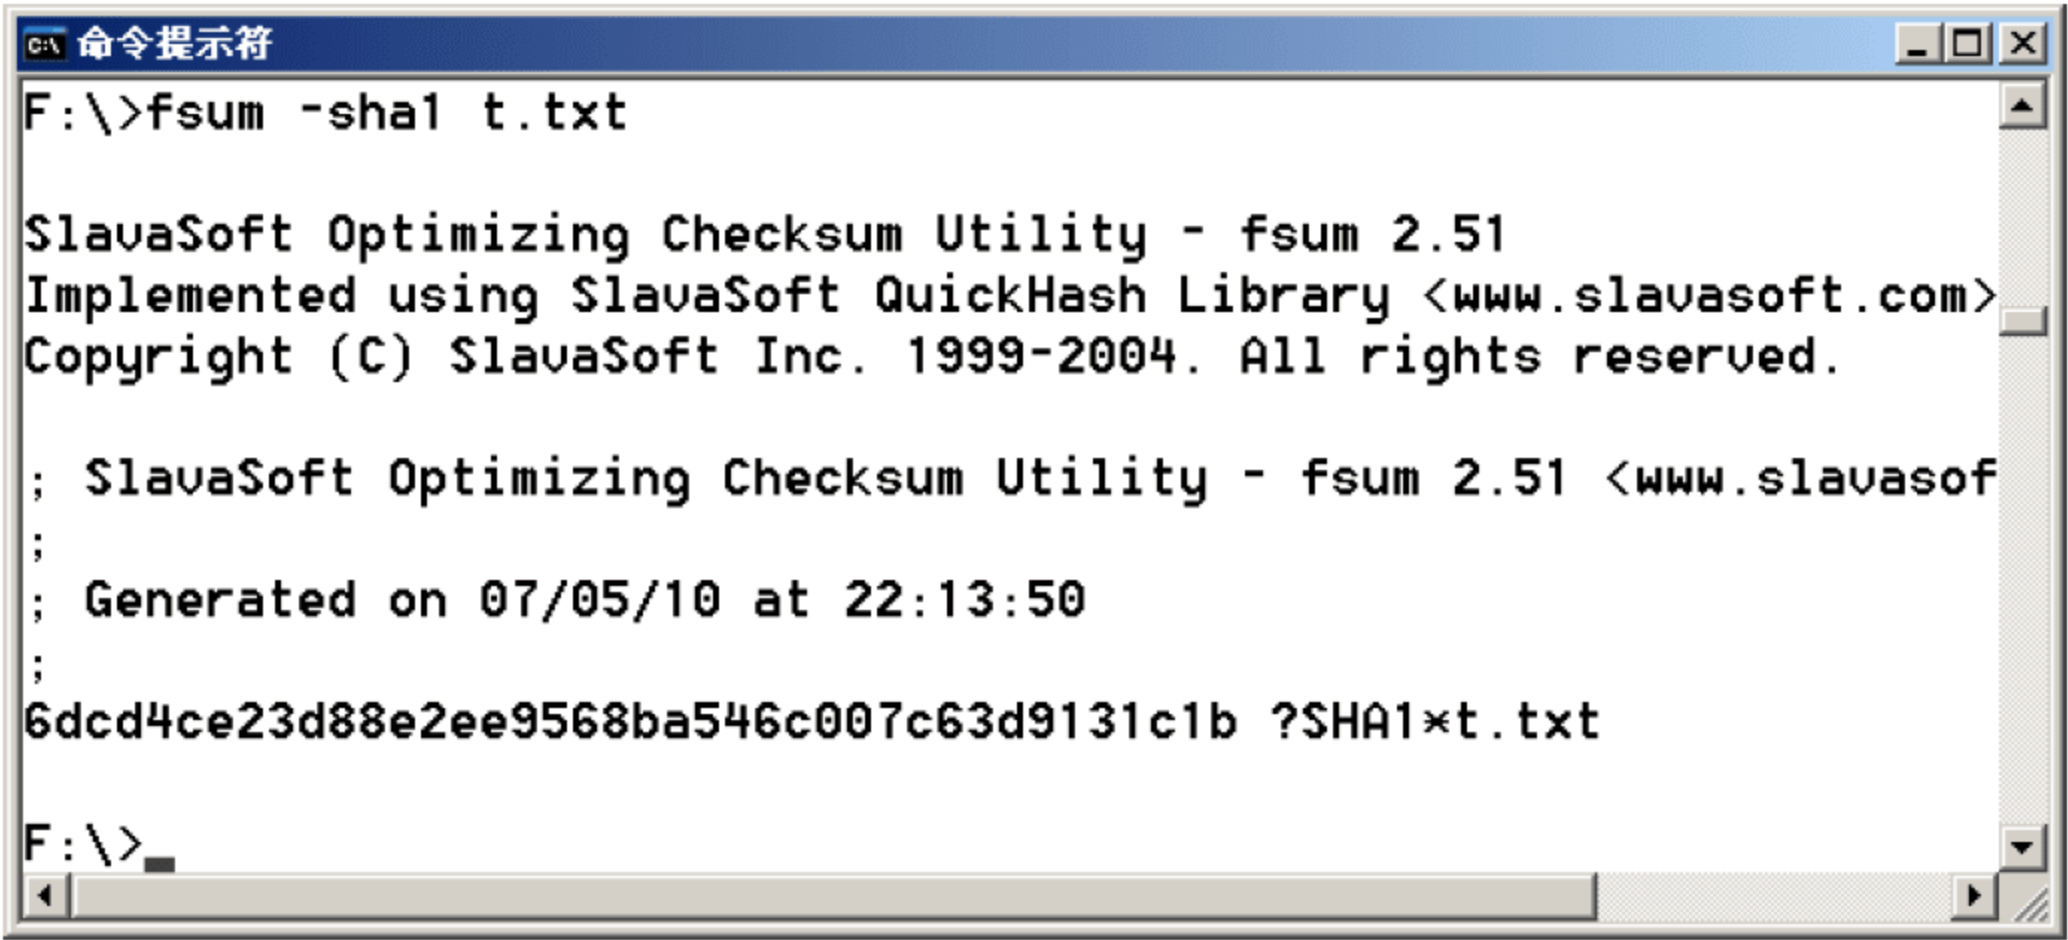 命令提示符
F:\>fsum -sha1 t.txt
SlavaSoft Optimizing Checksum Utility - fsum 2.51
Implemented using SlavaSoft QuickHash Library <www.slavasoft.com>
Copyright (C) SlavaSoft Inc. 1999-2004. All rights reserved.
; SlavaSoft Optimizing Checksum Utility - fsum 2.51 <www.slavasof
;
; Generated on 07/05/10 at 22:13:50
;
6dcd4ce23d88e2ee9568ba546c007c63d9131c1b ?SHA1*t.txt
F:\>_